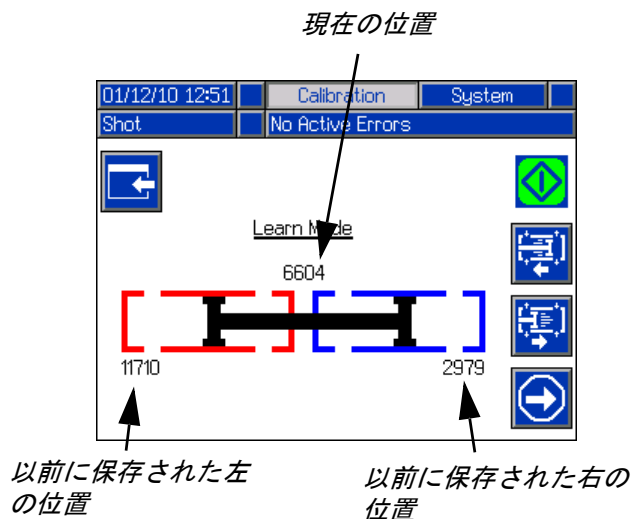 現在の位置
01/12/10 12:51 Calibration System
Shot No Active Errors
Learn Mode
6604
11710 2979
以前に保存された左
の位置
以前に保存された右の
位置